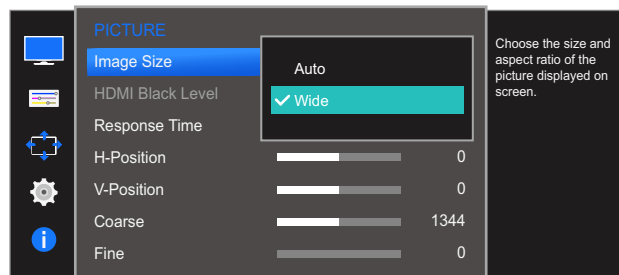 PICTURE
Image Size
Auto
Wide
HDMI Black Level
Response Time
H-Position 0
V-Position 0
Coarse 1344
Fine 0
Choose the size and
aspect ratio of the
picture displayed on
screen.